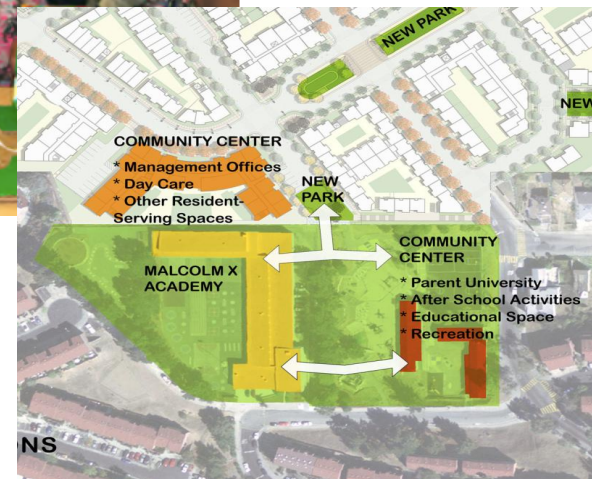 NEW PARK
NEW
COMMUNITY CENTER
* Management Offices
* Day Care
* Other Resident-
Serving Spaces
NEW
PARK
MALCOLM X
ACADEMY
COMMUNITY
CENTER
* Parent University
* After School Activities
* Educational Space
* Recreation
NS